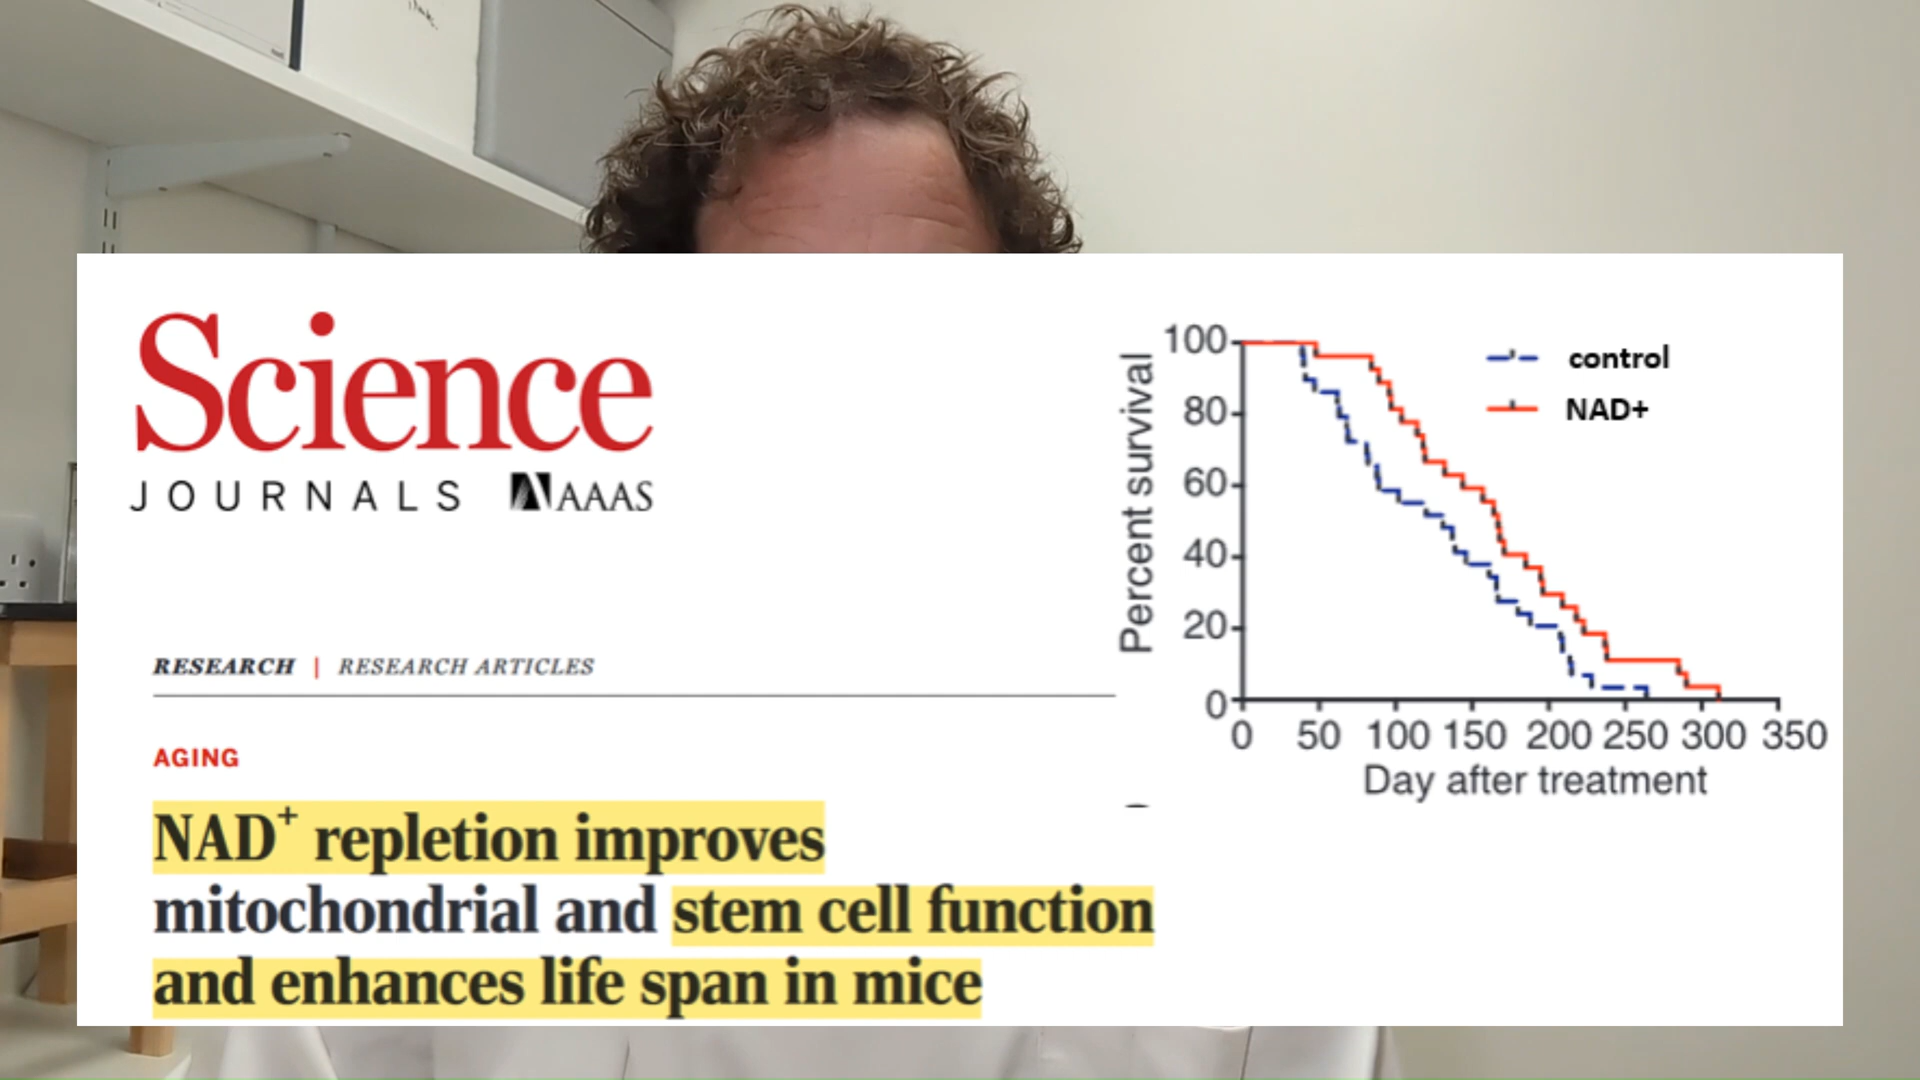 Science
JOURNALS AAAS
RESEARCH | RESEARCH ARTICLES
AGING
NAD+ repletion improves
mitochondrial and stem cell function
and enhances life span in mice
control
NAD+
Percent survival
100
80
60
40
20
0
0 50 100 150 200 250 300 350
Day after treatment